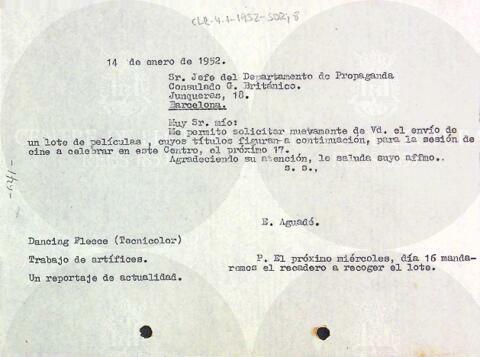 CLR-4.1-1952-SDR, 8
14 de enero de 1952.
Sr. Jefe del Departamento de Propaganda
Consulado G. Británico.
Junqueras, 18.
Barcelona.
Muy Sr. mío:
Me permito solicitar nuevamente de Vd. el envío de
un lote de películas , cuyos títulos figuran a continuación, para la sesión de
cine a celebrar en este Centro, el próximo 17.
Agradeciendo su atención, le saluda suyo affmo..
s. s.,
E. Aguadé.
Dancing Fleece (Tecnicolor)
Trabajo de artífices.
Un reportaje de actualidad.
P. El próximo miércoles, día 16 manda-
remos el recadero a recoger el lote.